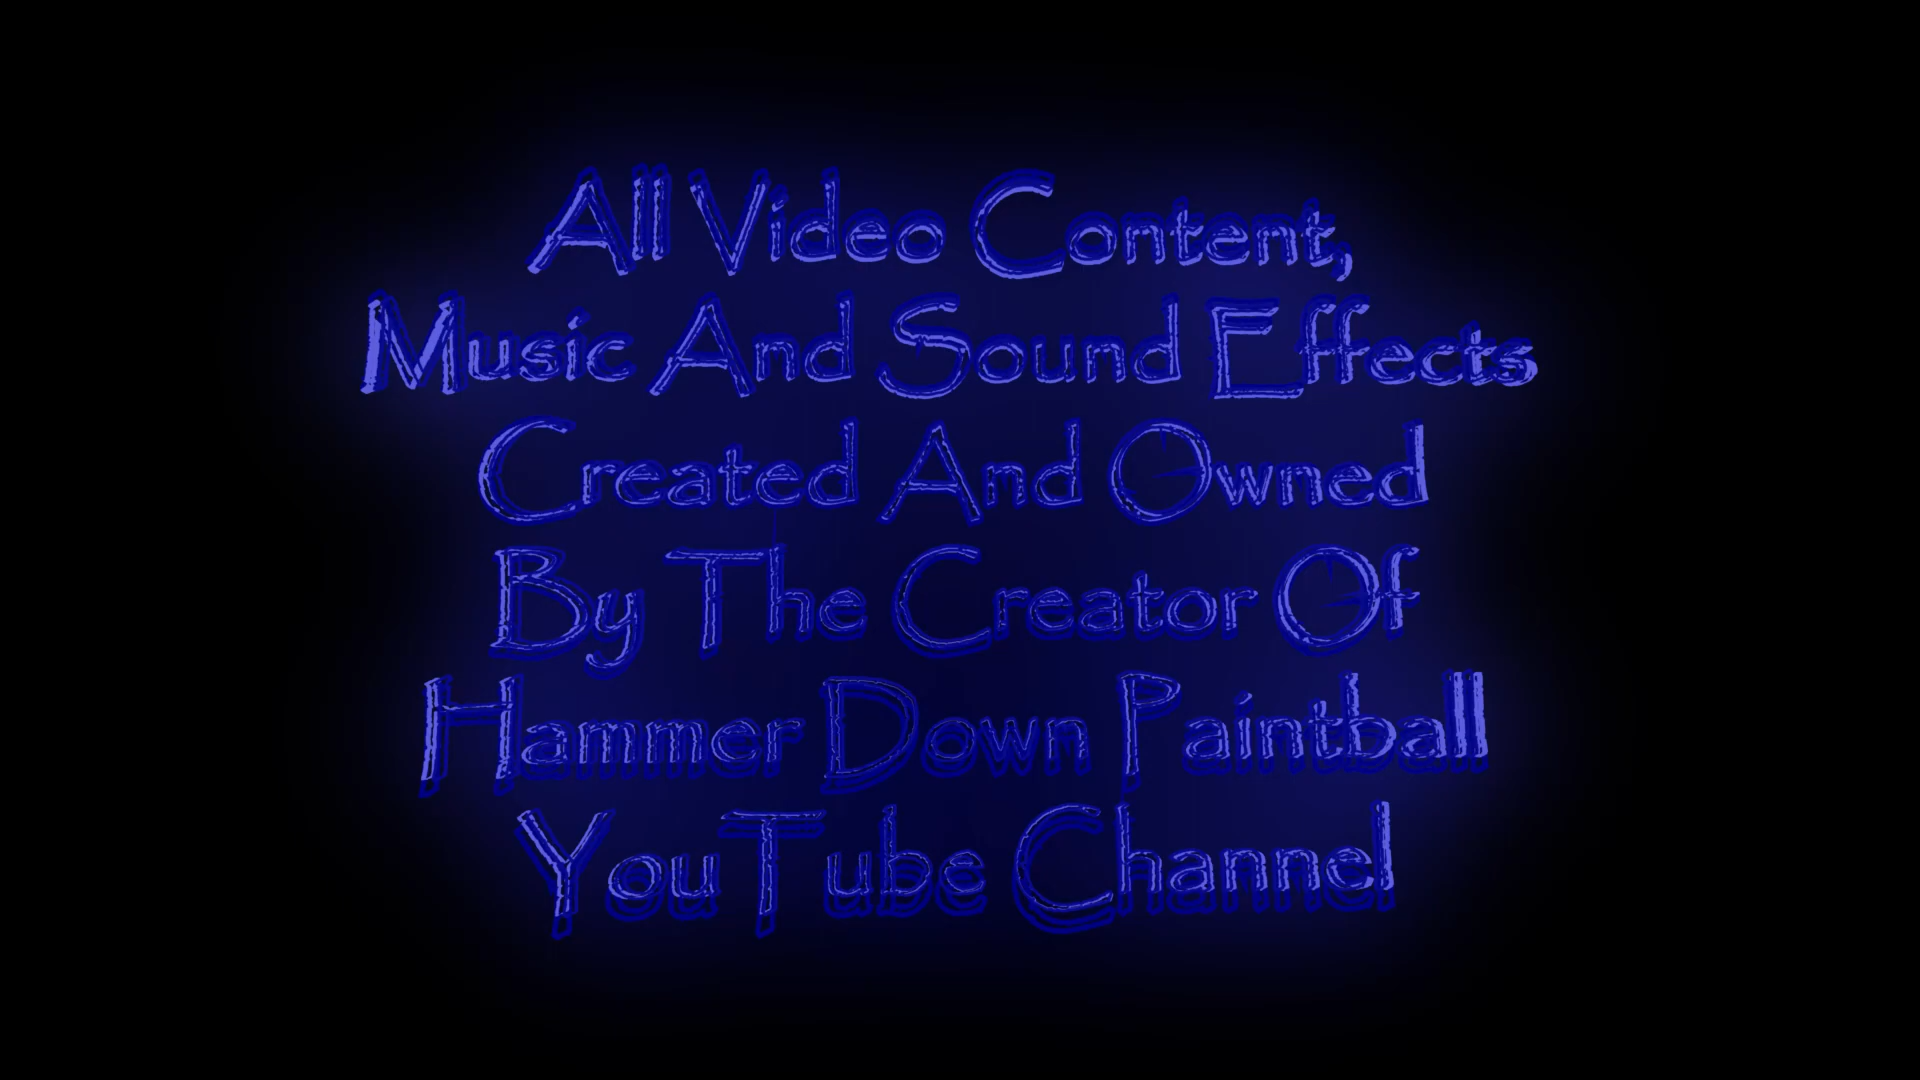 All Video Content,
Music And Sound Effects
Created And Owned
By The Creator Of
Hammer Down Paintball
YouTube Channel